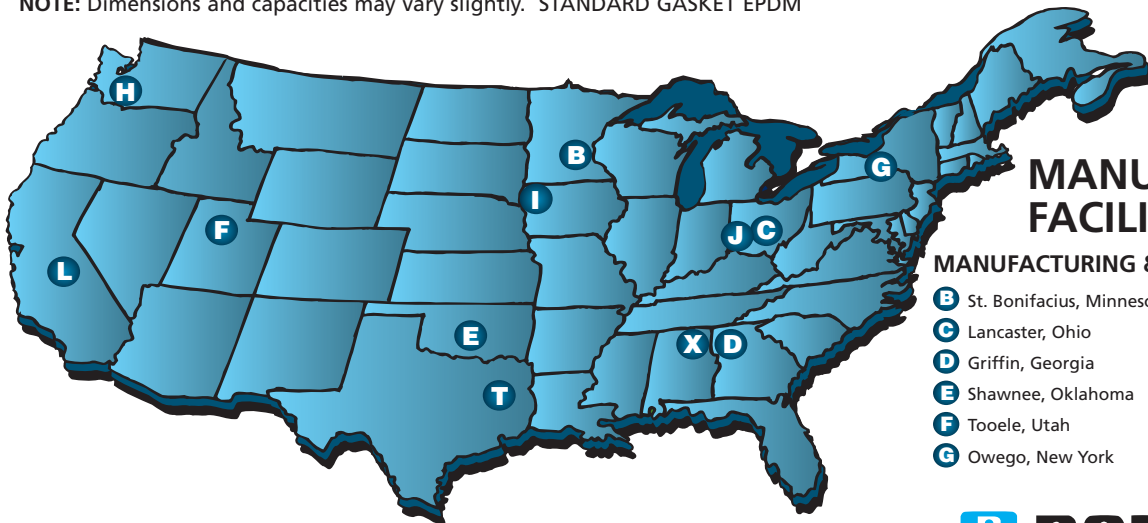 NOTE: Dimensions and capacities may vary slightly. STANDARD GASKET EPDM
H
B
G
I
F
J C
L
E
X D
T
MANU
FACILI
MANUFACTURING &
B St. Bonifacius, Minneso
C Lancaster, Ohio
D Griffin, Georgia
E Shawnee, Oklahoma
F Tooele, Utah
G Owego, New York